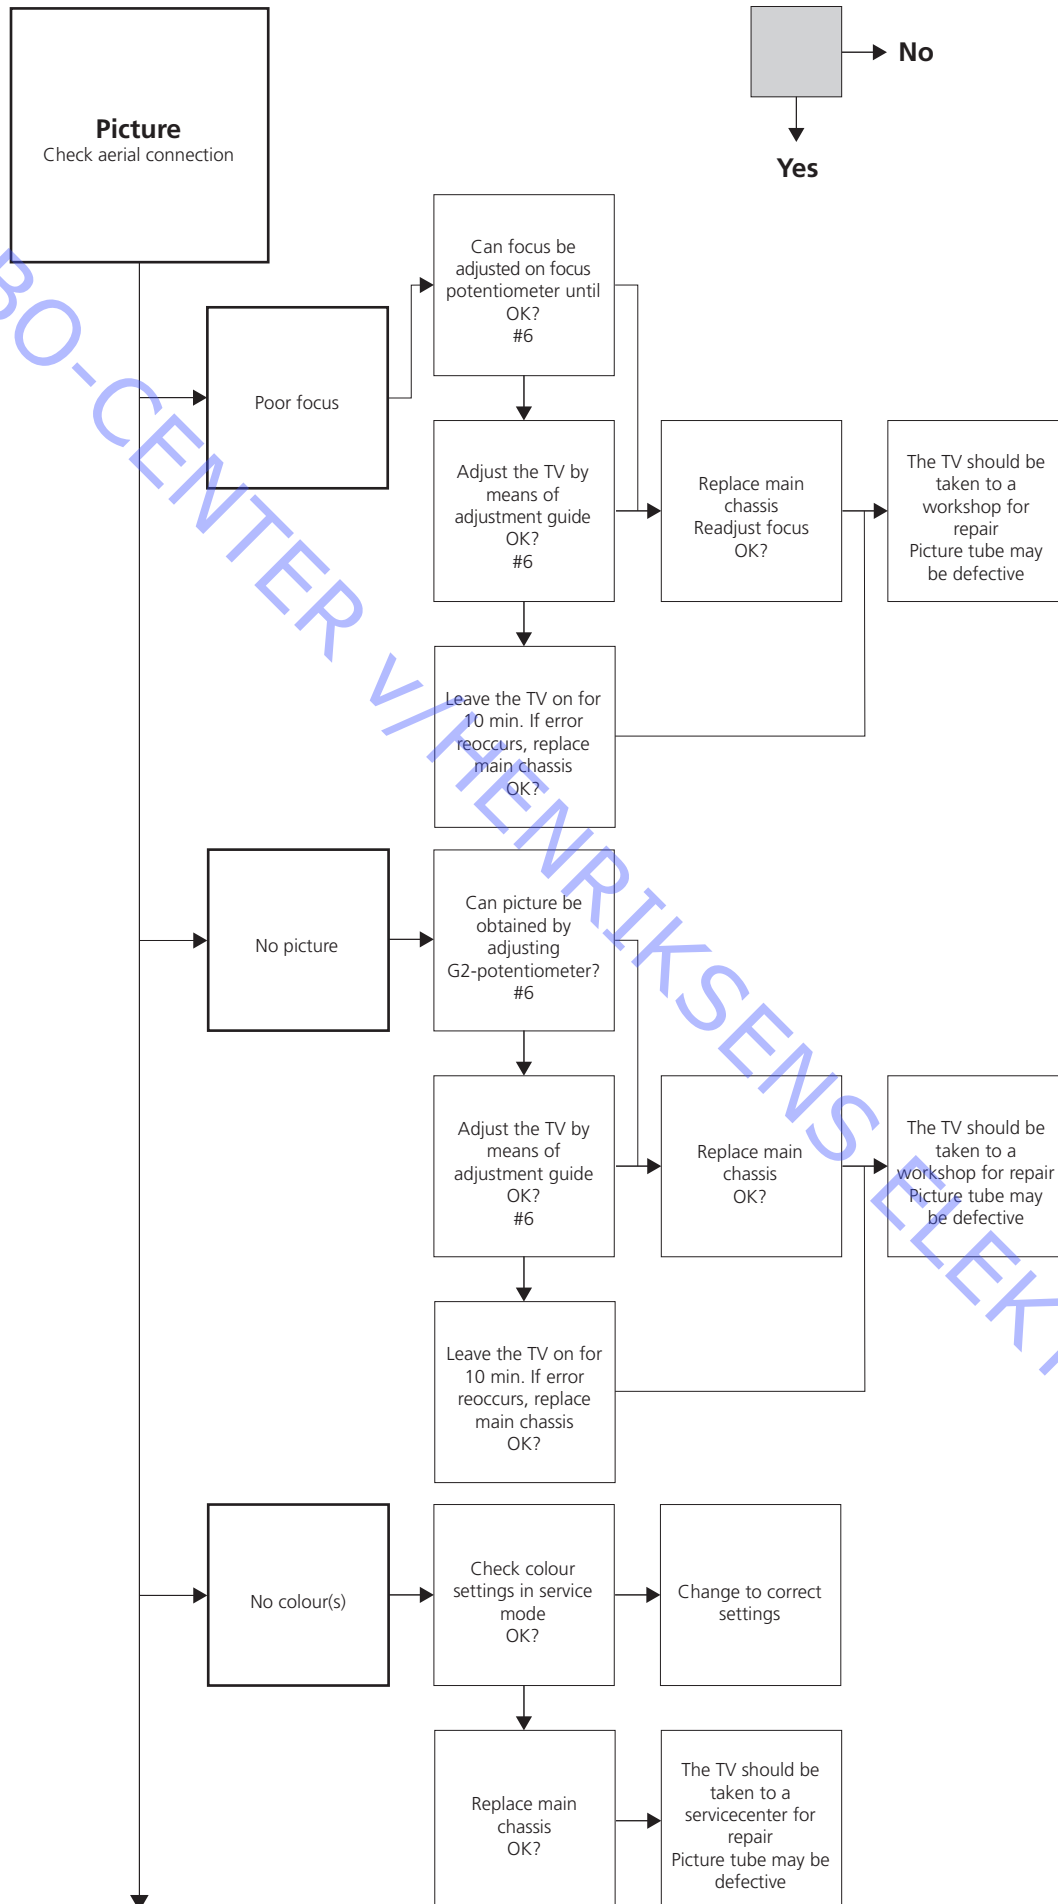 Picture
Check aerial connection
No
Yes
Poor focus
Can focus be
adjusted on focus
potentiometer until
OK?
#6
Adjust the TV by
means of
adjustment guide
OK?
#6
Replace main
chassis
Readjust focus
OK?
The TV should be
taken to a
workshop for
repair
Picture tube may
be defective
Leave the TV on for
10 min. If error
reoccurs, replace
main chassis
OK?
No picture
Can picture be
obtained by
adjusting
G2-potentiometer?
#6
Adjust the TV by
means of
adjustment guide
OK?
#6
Replace main
chassis
OK?
The TV should be
taken to a
workshop for repair
Picture tube may
be defective
Leave the TV on for
10 min. If error
reoccurs, replace
main chassis
OK?
No colour(s)
Check colour
settings in service
mode
OK?
Change to correct
settings
Replace main
chassis
OK?
The TV should be
taken to a
servicecenter for
repair
Picture tube may be
defective
BO-CENTER v/HENRIKSENS ELEKT